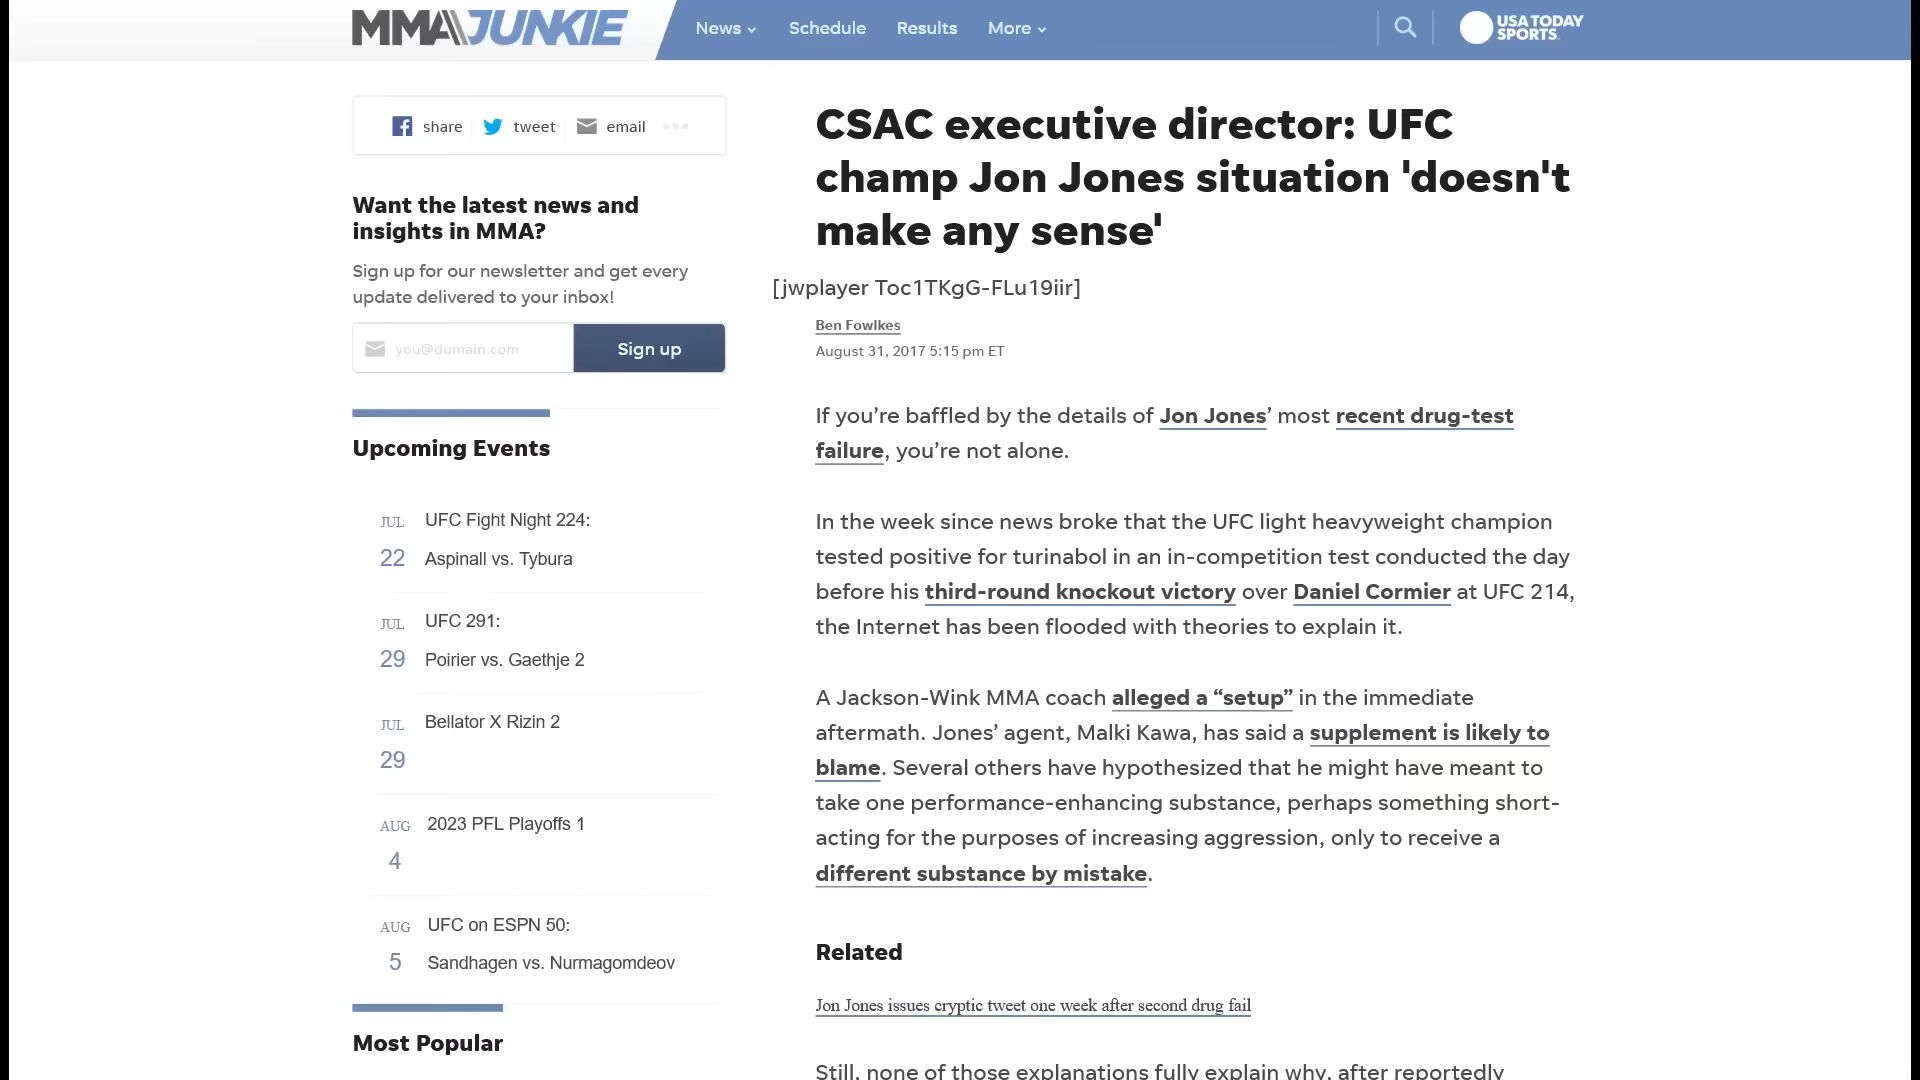 MMAJUNKIE
News
Schedule
Results
More
USA TODAY
SPORTS
share
tweet
email
Want the latest news and
insights in MMA?
Sign up for our newsletter and get every
update delivered to your inbox!
you@domain.com
Sign up
Upcoming Events
JUL
22
UFC Fight Night 224:
Aspinall vs. Tybura
JUL
29
UFC 291:
Poirier vs. Gaethje 2
JUL
29
Bellator X Rizin 2
AUG
4
2023 PFL Playoffs 1
AUG
5
UFC on ESPN 50:
Sandhagen vs. Nurmagomdeov
Most Popular
CSAC executive director: UFC
champ Jon Jones situation 'doesn't
make any sense'
[jwplayer Toc1TKgG-FLu19iir]
Ben Fowlkes
August 31, 2017 5:15 pm ET
If you’re baffled by the details of Jon Jones’ most recent drug-test
failure, you’re not alone.
In the week since news broke that the UFC light heavyweight champion
tested positive for turinabol in an in-competition test conducted the day
before his third-round knockout victory over Daniel Cormier at UFC 214,
the Internet has been flooded with theories to explain it.
A Jackson-Wink MMA coach alleged a “setup” in the immediate
aftermath. Jones’ agent, Malki Kawa, has said a supplement is likely to
blame. Several others have hypothesized that he might have meant to
take one performance-enhancing substance, perhaps something short-
acting for the purposes of increasing aggression, only to receive a
different substance by mistake.
Related
Jon Jones issues cryptic tweet one week after second drug fail
Still, none of those explanations fully explain why, after reportedly